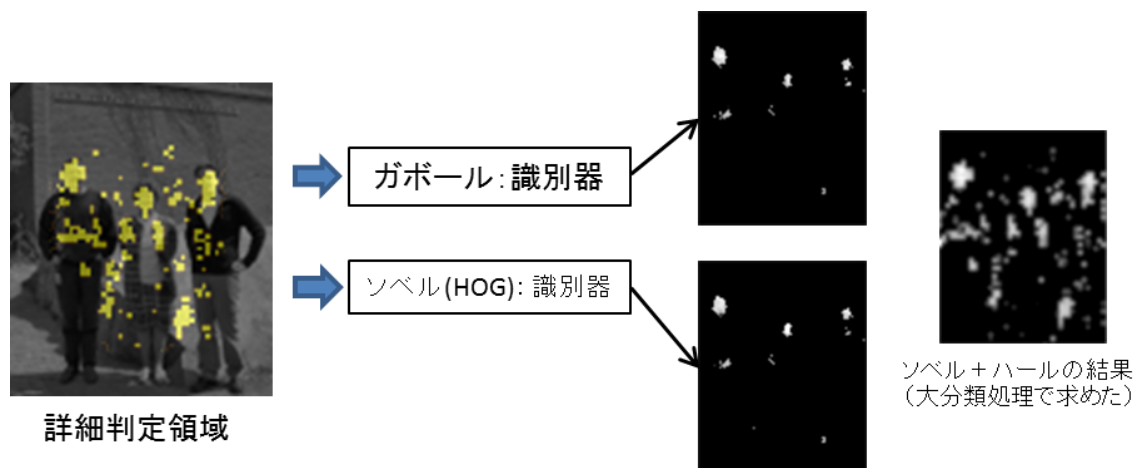 ガボール：識別器
ソベル(HOG)：識別器
詳細判定領域
ソベル＋ハールの結果
（大分類処理で求めた）